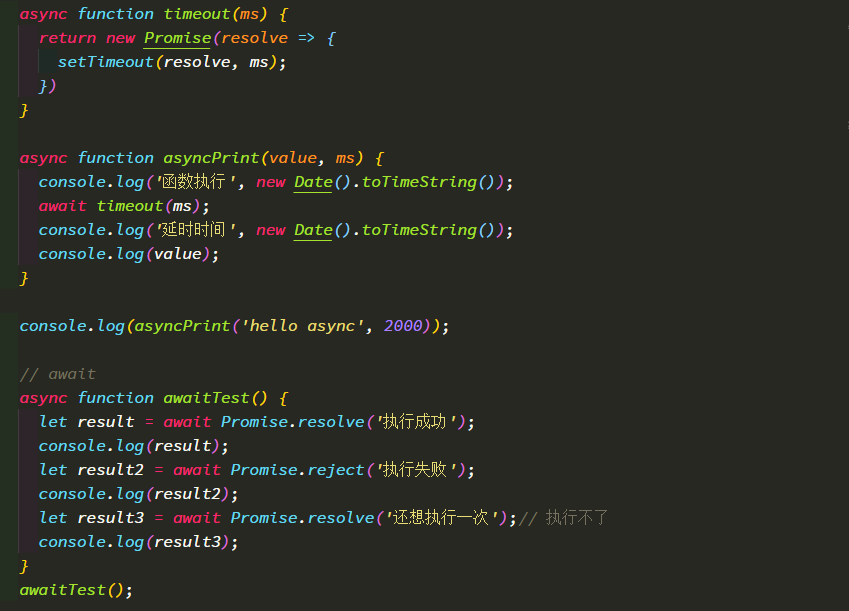 async function timeout(ms) {
  return new Promise(resolve => {
    setTimeout(resolve, ms);
  })
}

async function asyncPrint(value, ms) {
  console.log('函数执行', new Date().toTimeString());
  await timeout(ms);
  console.log('延时时间', new Date().toTimeString());
  console.log(value);
}

console.log(asyncPrint('hello async', 2000));

// await
async function awaitTest() {
  let result = await Promise.resolve('执行成功');
  console.log(result);
  let result2 = await Promise.reject('执行失败');
  console.log(result2);
  let result3 = await Promise.resolve('还想执行一次');// 执行不了
  console.log(result3);
}
awaitTest();